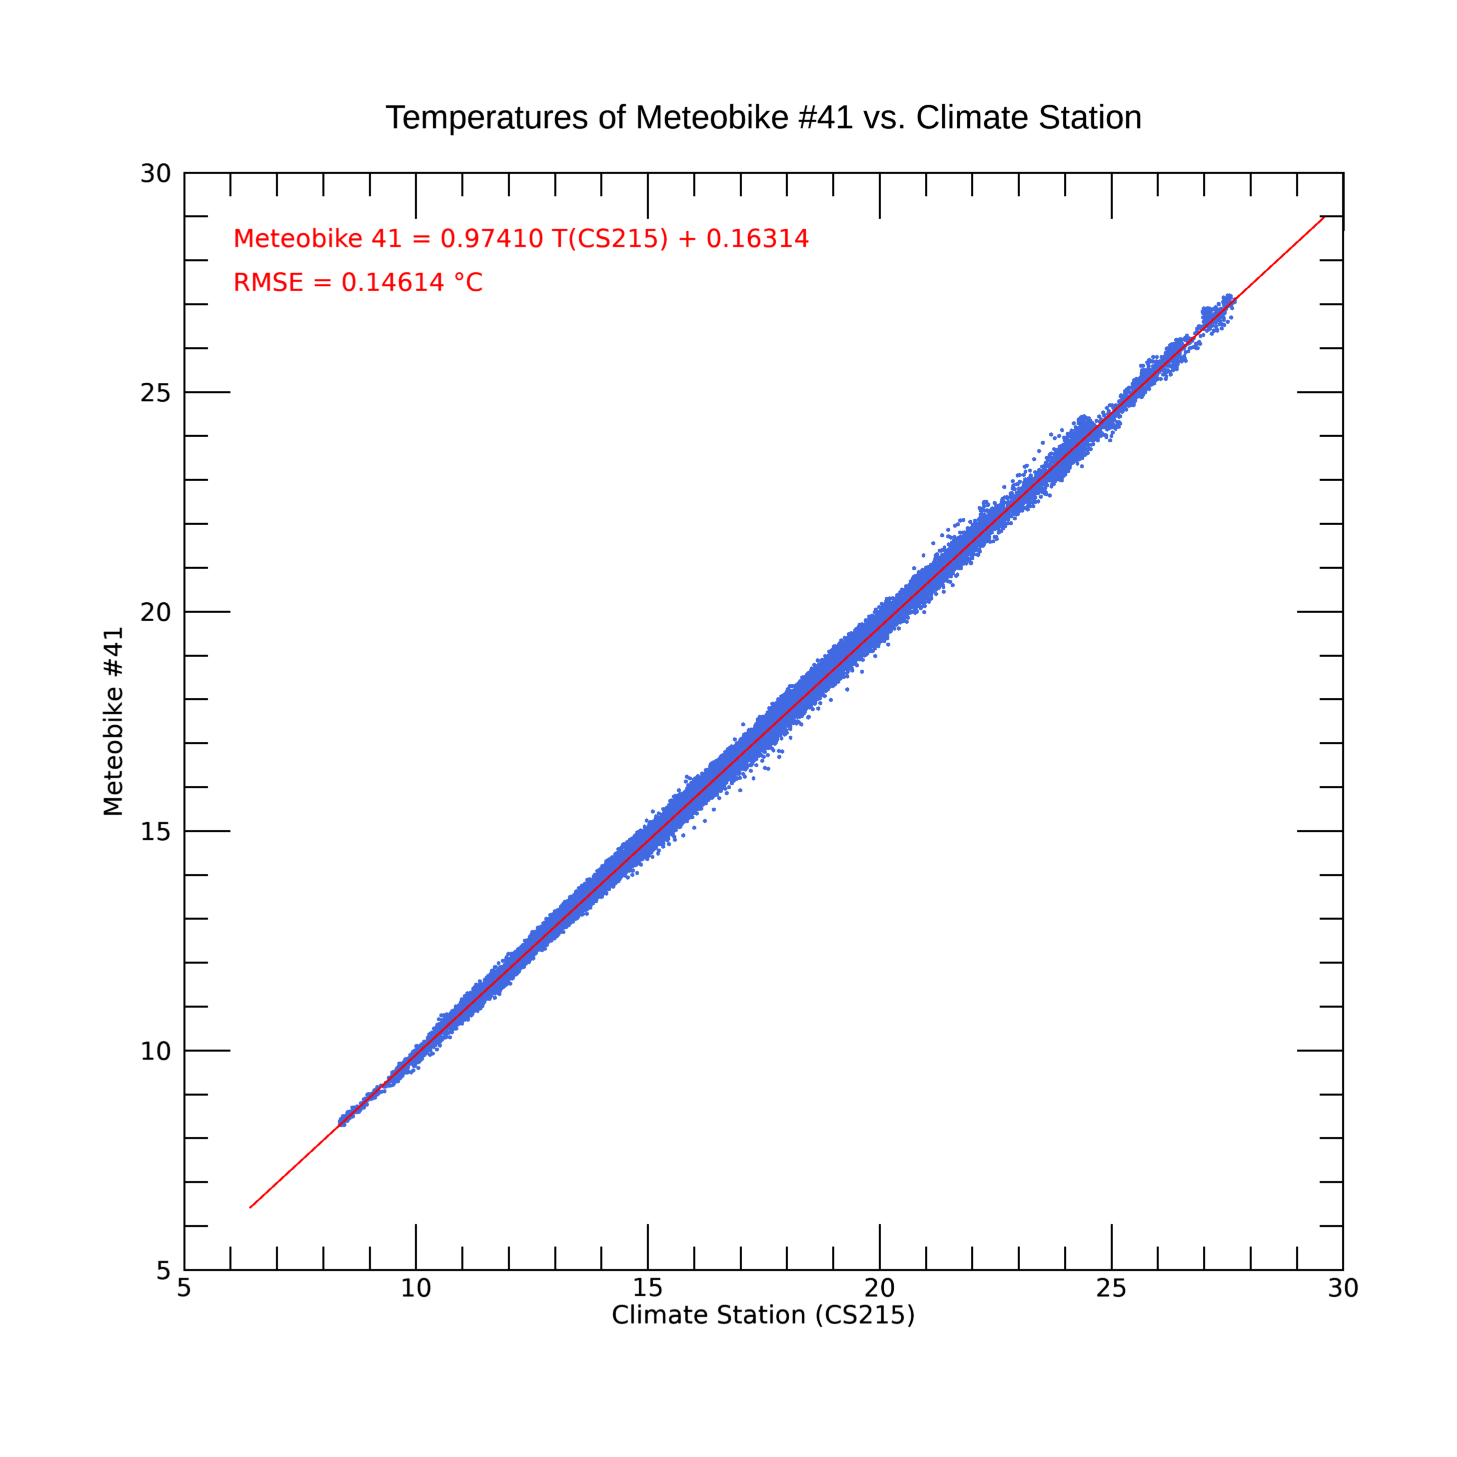 Temperatures of Meteobike #41 vs. Climate Station
30
Meteobike 41 = 0.97410 T(CS215) + 0.16314
RMSE = 0.14614 °C
25
20
Meteobike #41
15
10
5
5 10 15 20 25 30
Climate Station (CS215)